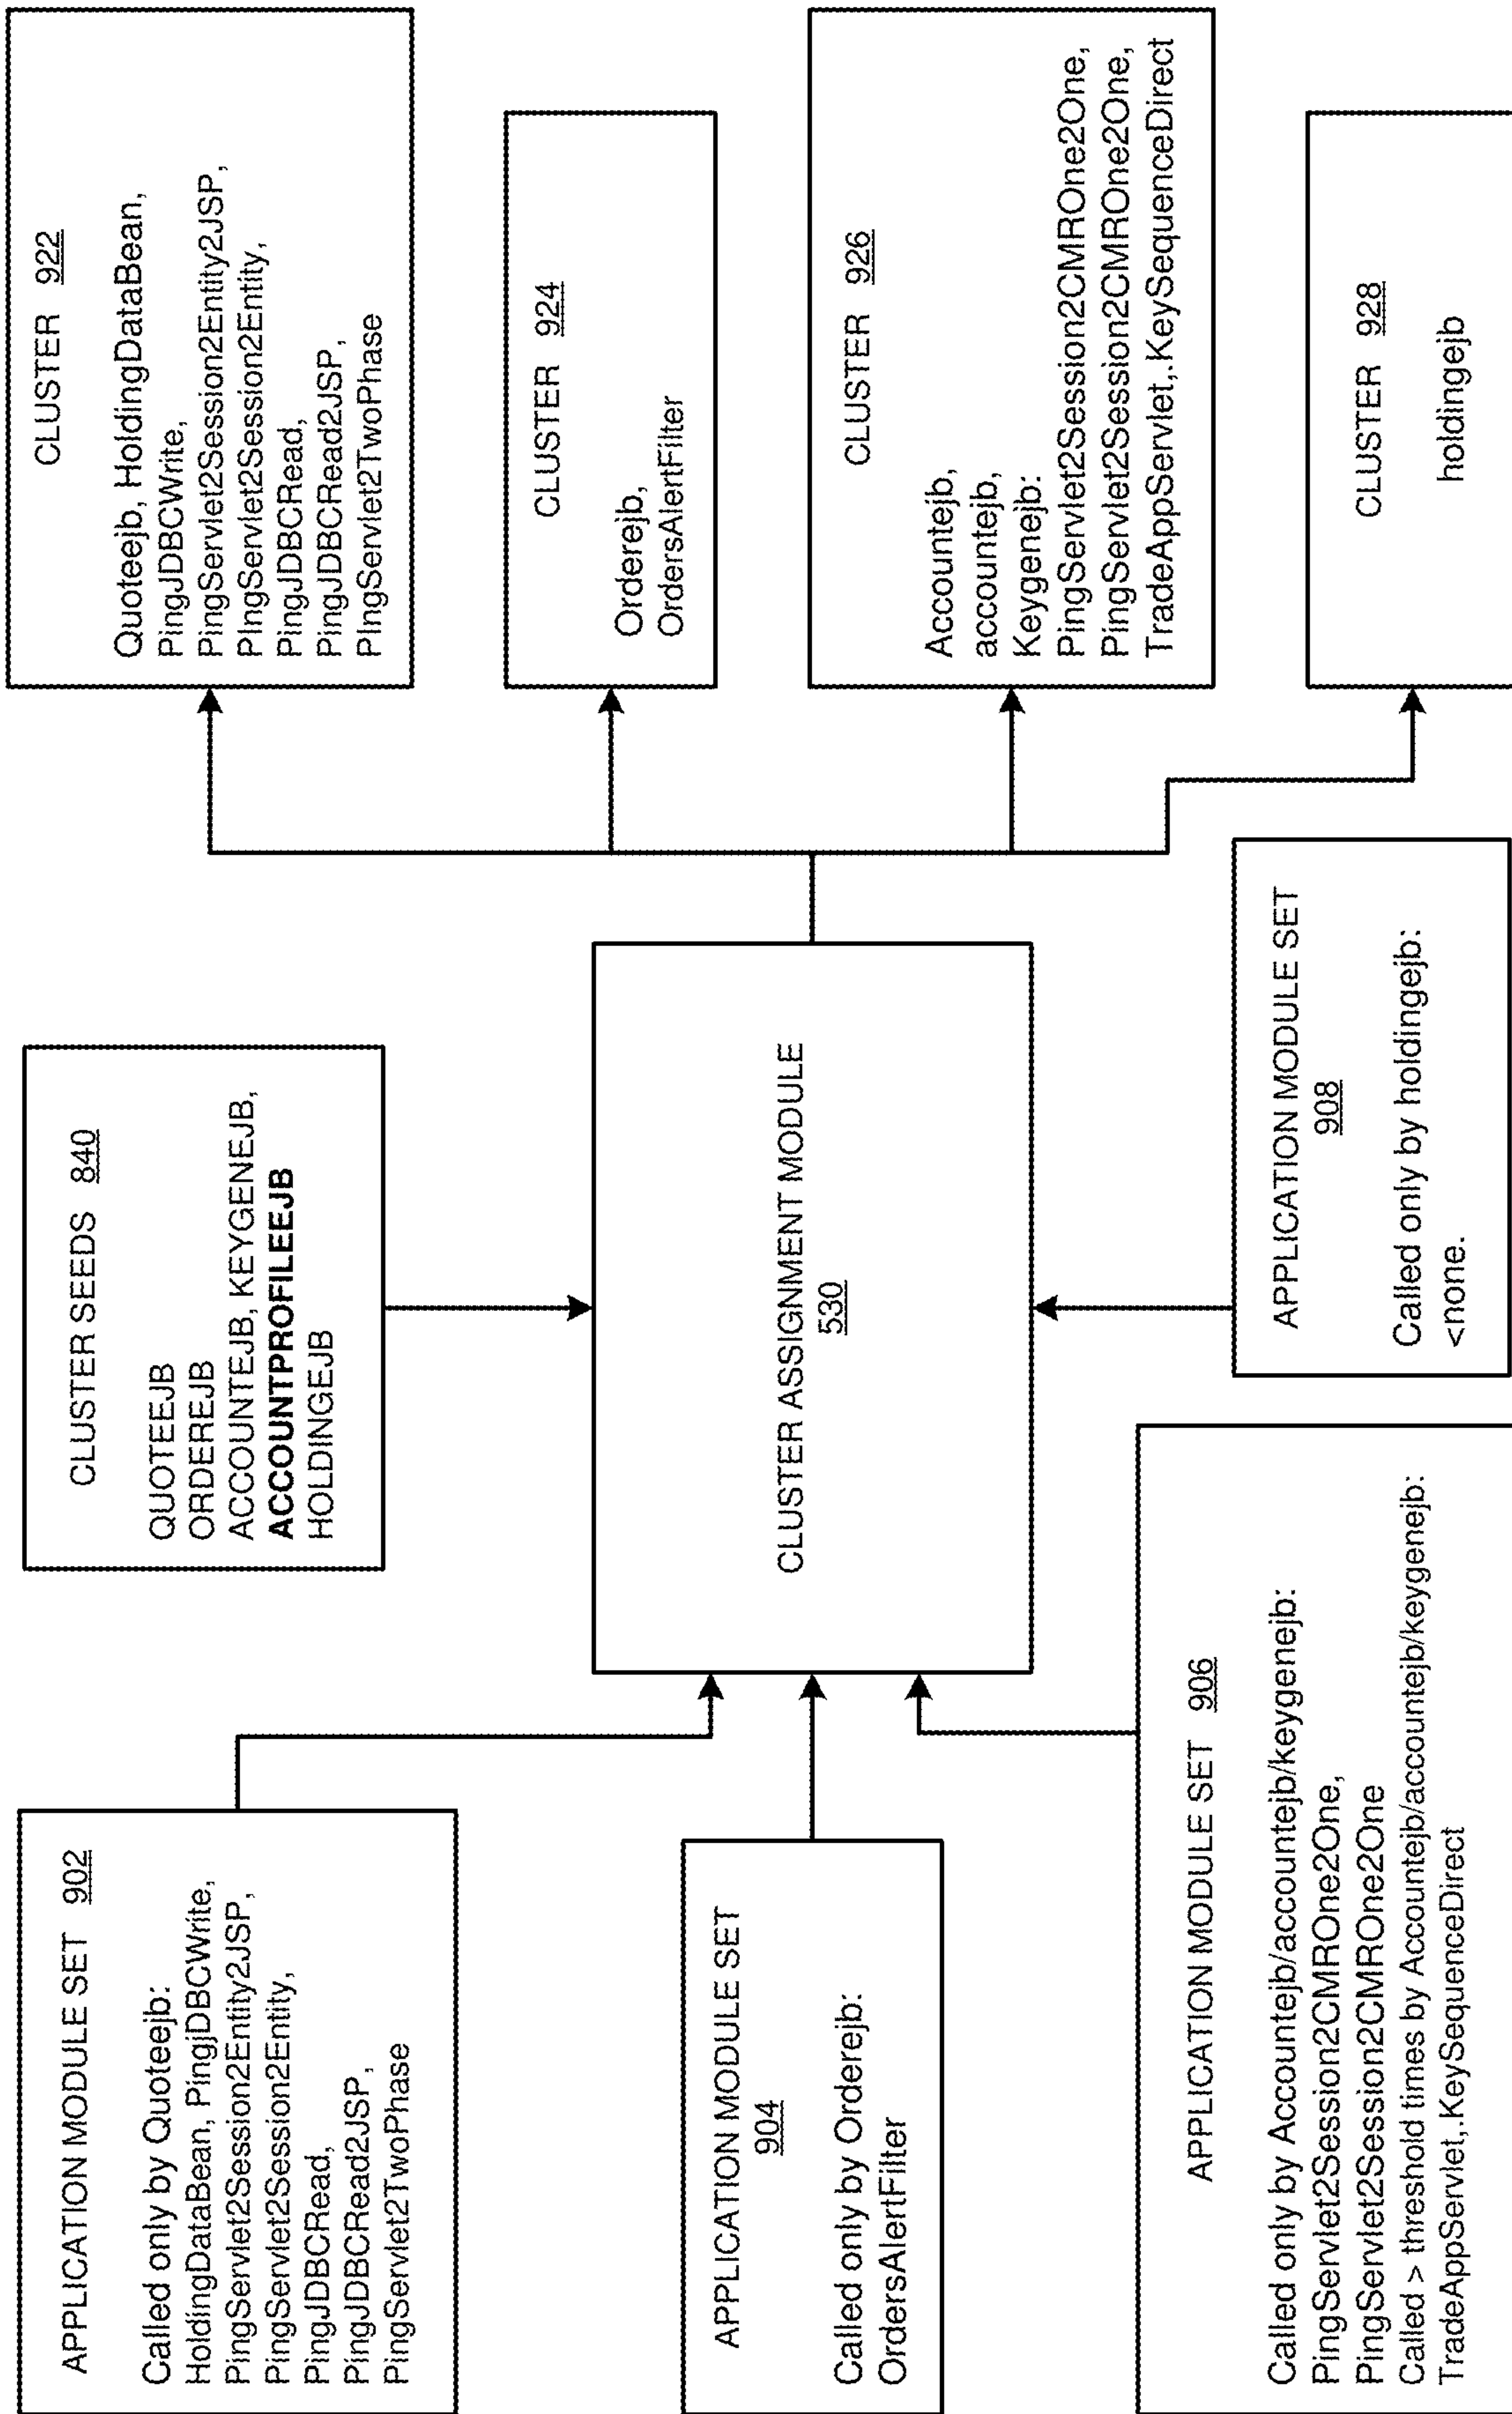 APPLICATION MODULE SET 902
Called only by Quoteejb:
HoldingDataBean, PingjDBCWrite,
PingServlet2Session2Entity2JSP,
PingServlet2Session2Entity,
PingJDBCRead,
PingJDBCRead2JSP,
PingServlet2TwoPhase
APPLICATION MODULE SET
904
Called only by Orderejb:
OrdersAlertFilter
APPLICATION MODULE SET 906
Called only by Accountejb/accountejb/keygenejb:
PingServlet2Session2CMROne2One,
PingServlet2Session2CMROne2One
Called > threshold times by Accountejb/accountejb/keygenejb:
TradeAppServlet,.KeySequenceDirect
CLUSTER SEEDS 840
QUOTEEJB
ORDEREJB
ACCOUNTEJB, KEYGENEJB,
ACCOUNTPROFILEEJB
HOLDINGEJB
CLUSTER ASSIGNMENT MODULE
530
APPLICATION MODULE SET
908
Called only by holdingejb:
<none.
CLUSTER 922
Quoteejb, HoldingDataBean,
PingJDBCWrite,
PingServlet2Session2Entity2JSP,
PIngServlet2Session2Entity,
PingJDBCRead,
PingJDBCRead2JSP,
PIngServlet2TwoPhase
CLUSTER 924
Orderejb,
OrdersAlertFilter
CLUSTER 926
Accountejb,
accountejb,
Keygenejb:
PingServlet2Session2CMROne2One,
PingServlet2Session2CMROne2One,
TradeAppServlet,.KeySequenceDirect
CLUSTER 928
holdingejb